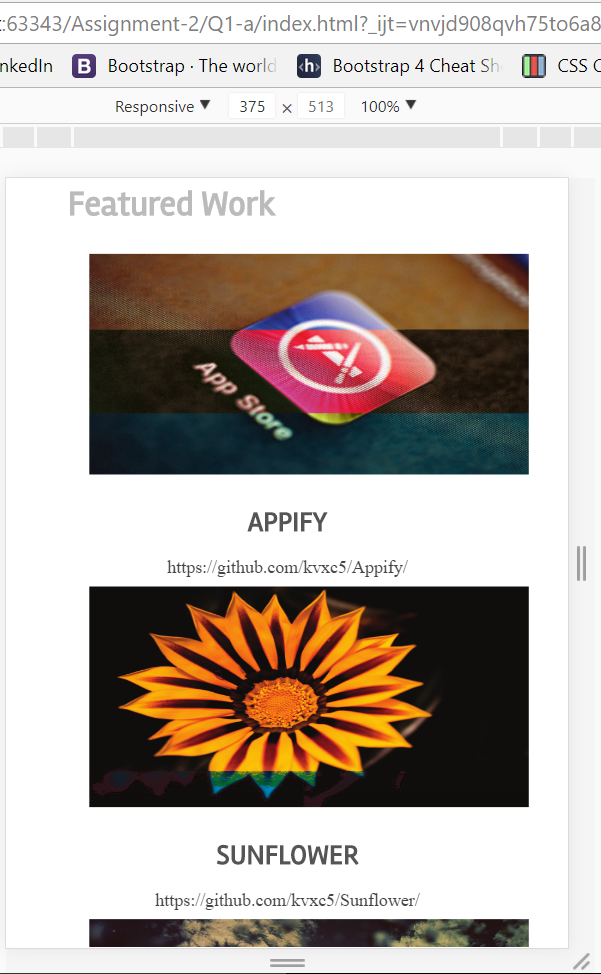 :63343/Assignment-2/Q1-a/index.html?_ijt=vnvjd908qvh75to6a8
nkedIn B Bootstrap · The world <h> Bootstrap 4 Cheat Sh CSS
Responsive ▼ 375 × 513 100% ▼
Featured Work
App Store
APPIFY
https://github.com/kvxc5/Appify/
SUNFLOWER
https://github.com/kvxc5/Sunflower/